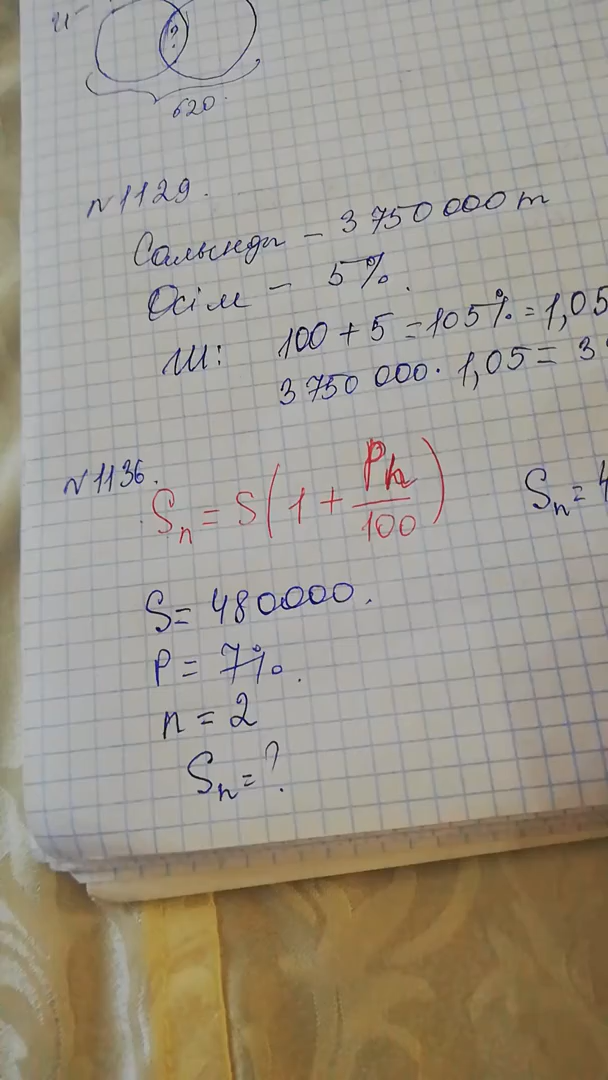 ?
620.
№1129.
Салынды – 3 750 000 т
Өсім – 5%.
Ш: 100 + 5 = 105% = 1,05
3 750 000 · 1,05 = 3
№1136.
Sₙ = S(1 + Pn/100)
Sₙ = 4
S = 480000.
P = 7%.
n = 2
Sₙ = ?